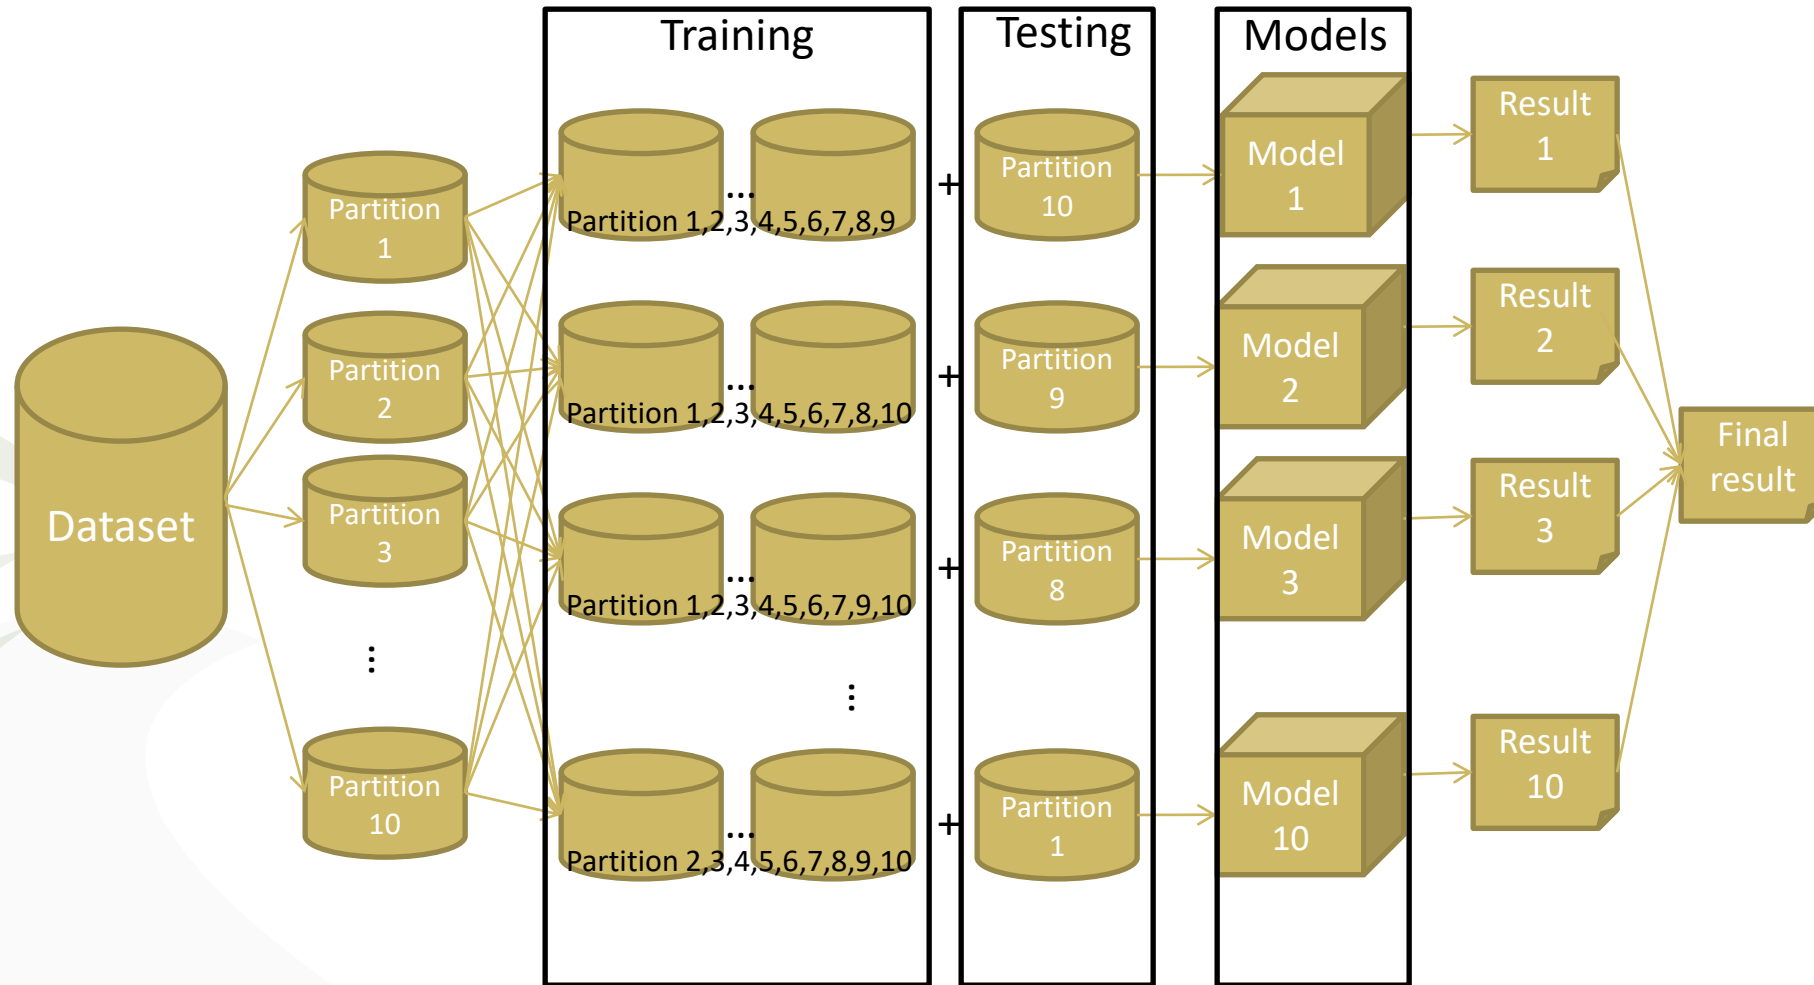 Training
Testing
Models
Dataset
Partition
1
Partition
2
Partition
3
...
Partition
10
...
Partition 1,2,3,4,5,6,7,8,9
+
Partition
10
Model
1
Result
1
...
Partition 1,2,3,4,5,6,7,8,10
+
Partition
9
Model
2
Result
2
...
Partition 1,2,3,4,5,6,7,9,10
+
Partition
8
Model
3
Result
3
...
...
Partition 2,3,4,5,6,7,8,9,10
+
Partition
1
Model
10
Result
10
Final
result